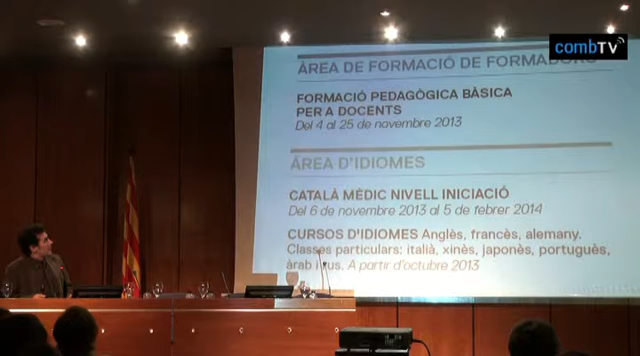 combTV
ÀREA DE FORMACIÓ DE FORMADORS
FORMACIÓ PEDAGÒGICA BÀSICA
PER A DOCENTS
Del 4 al 25 de novembre 2013
ÀREA D'IDIOMES
CATALÀ MÈDIC NIVELL INICIACIÓ
Del 6 de novembre 2013 al 5 de febrer 2014
CURSOS D'IDIOMES Anglès, francès, alemany.
Classes particulars: italià, xinès, japonès, portuguès,
àrab i rus. A partir d'octubre 2013